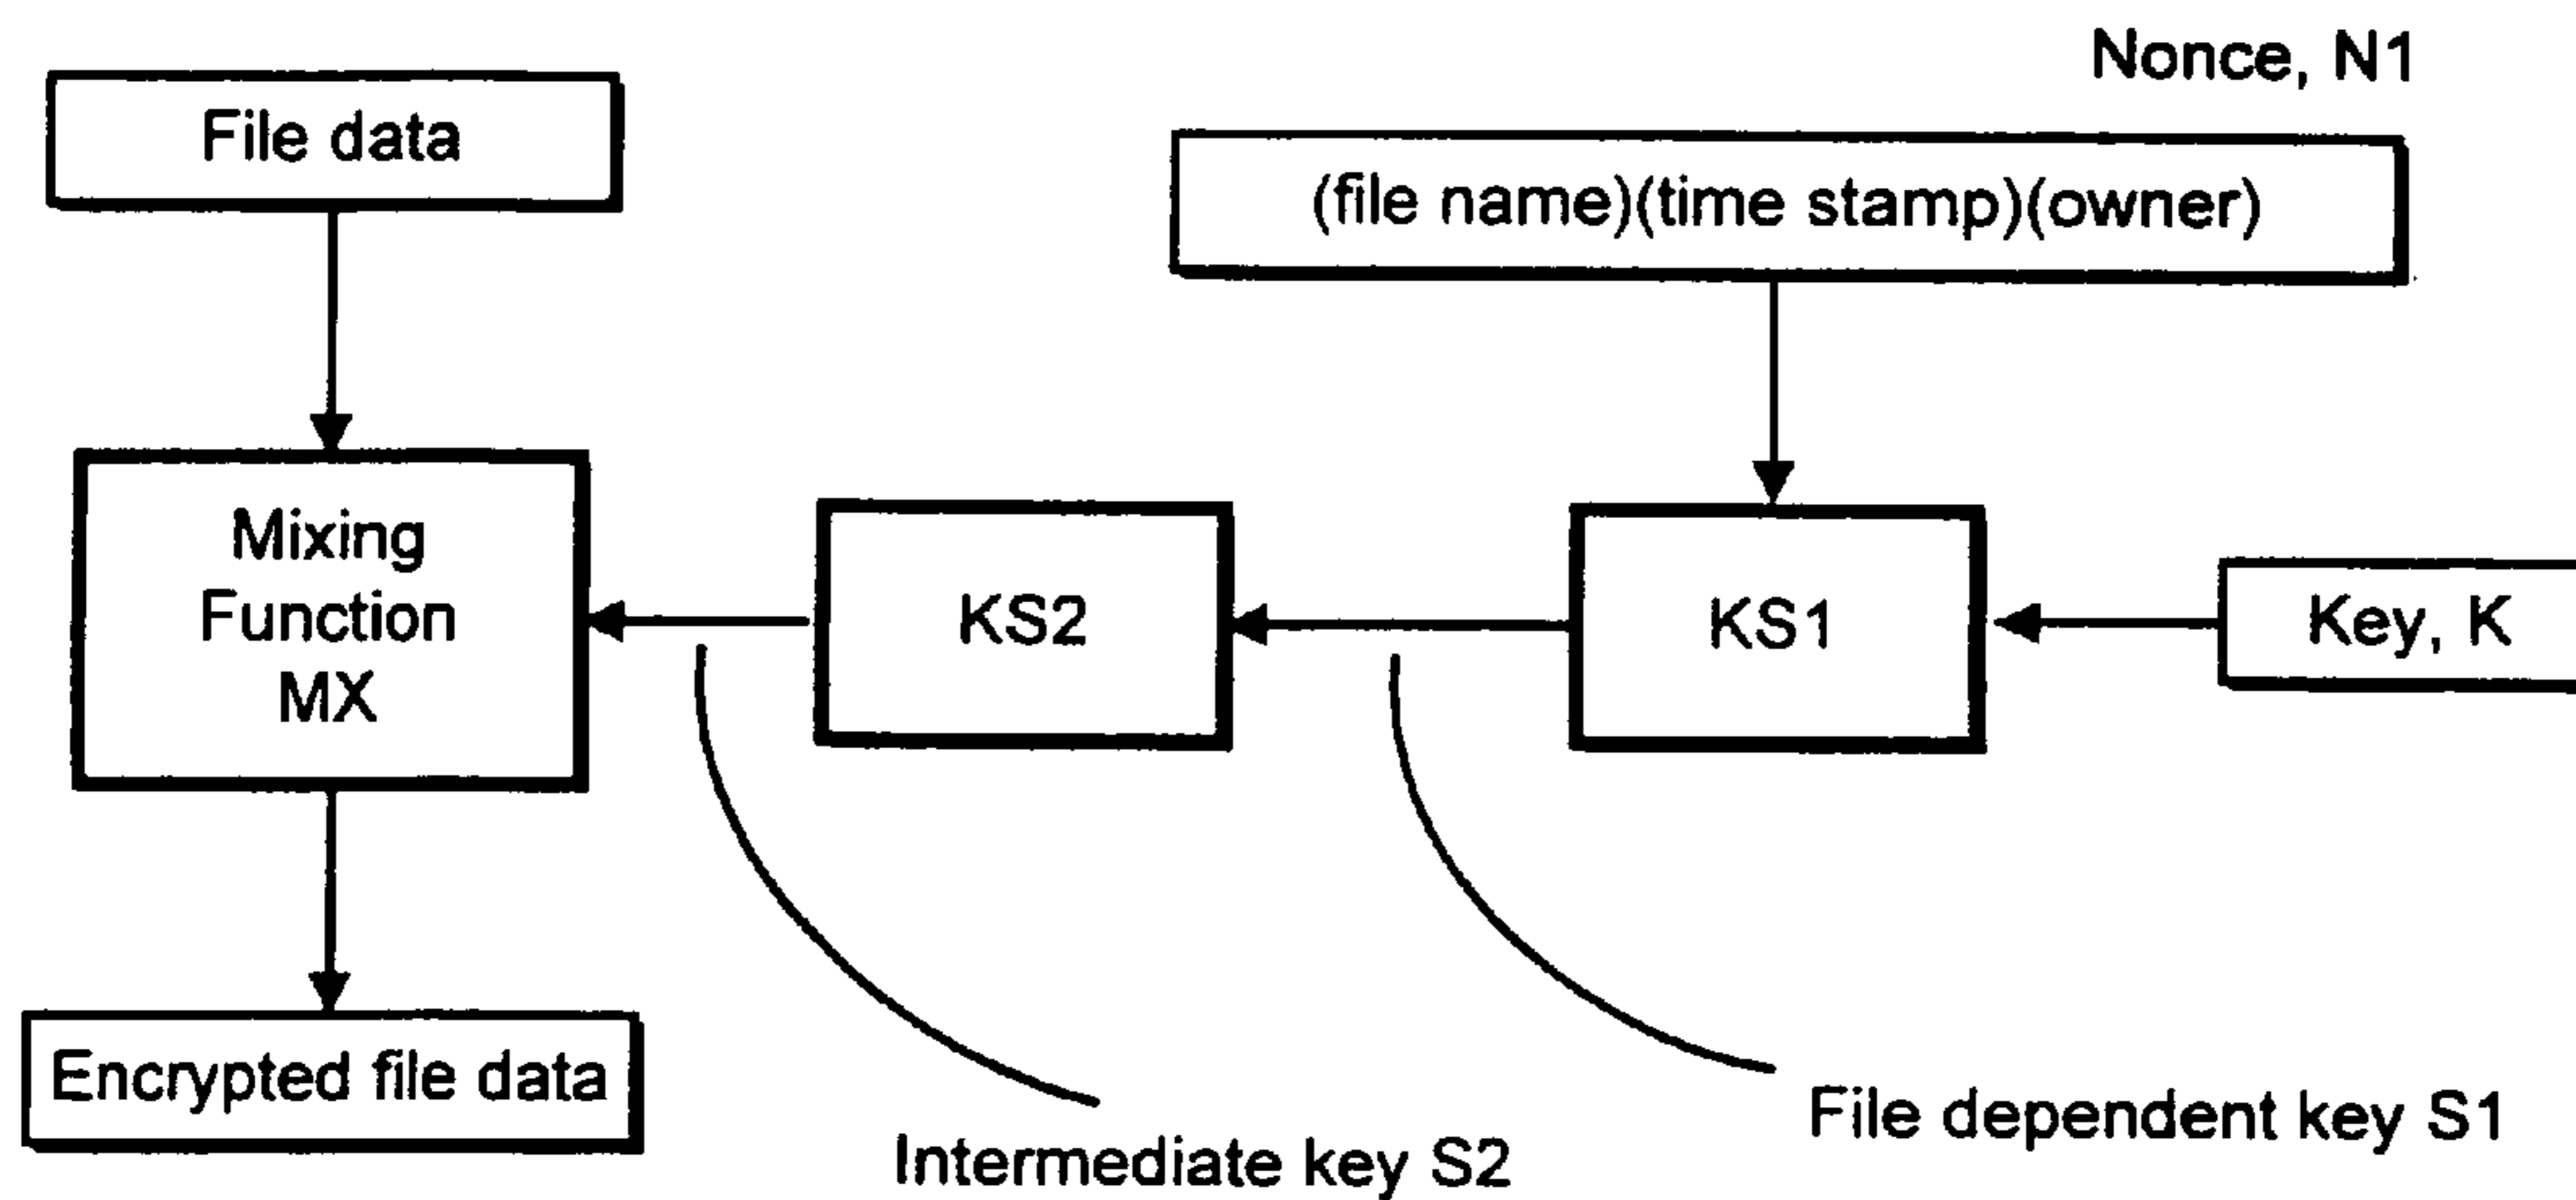 Nonce, N1
File data
(file name)(time stamp)(owner)
Mixing
Function
MX
KS2
KS1
Key, K
Encrypted file data
Intermediate key S2
File dependent key S1